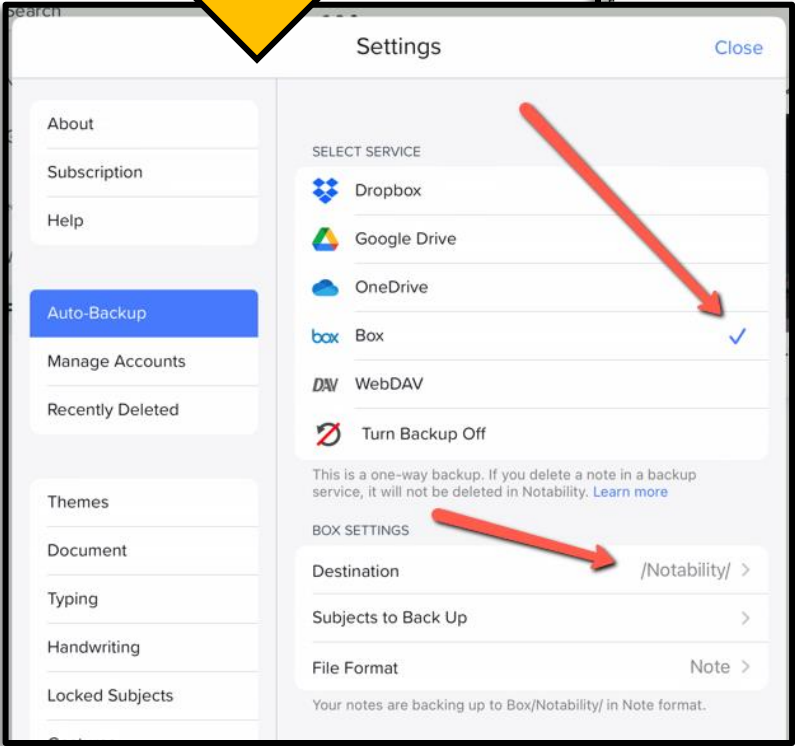 Search
Settings
Close
About
Subscription
Help
Auto-Backup
Manage Accounts
Recently Deleted
Themes
Document
Typing
Handwriting
Locked Subjects
SELECT SERVICE
Dropbox
Google Drive
OneDrive
box Box
DAV WebDAV
Turn Backup Off
This is a one-way backup. If you delete a note in a backup
service, it will not be deleted in Notability. Learn more
BOX SETTINGS
Destination /Notability/ >
Subjects to Back Up >
File Format Note >
Your notes are backing up to Box/Notability/ in Note format.